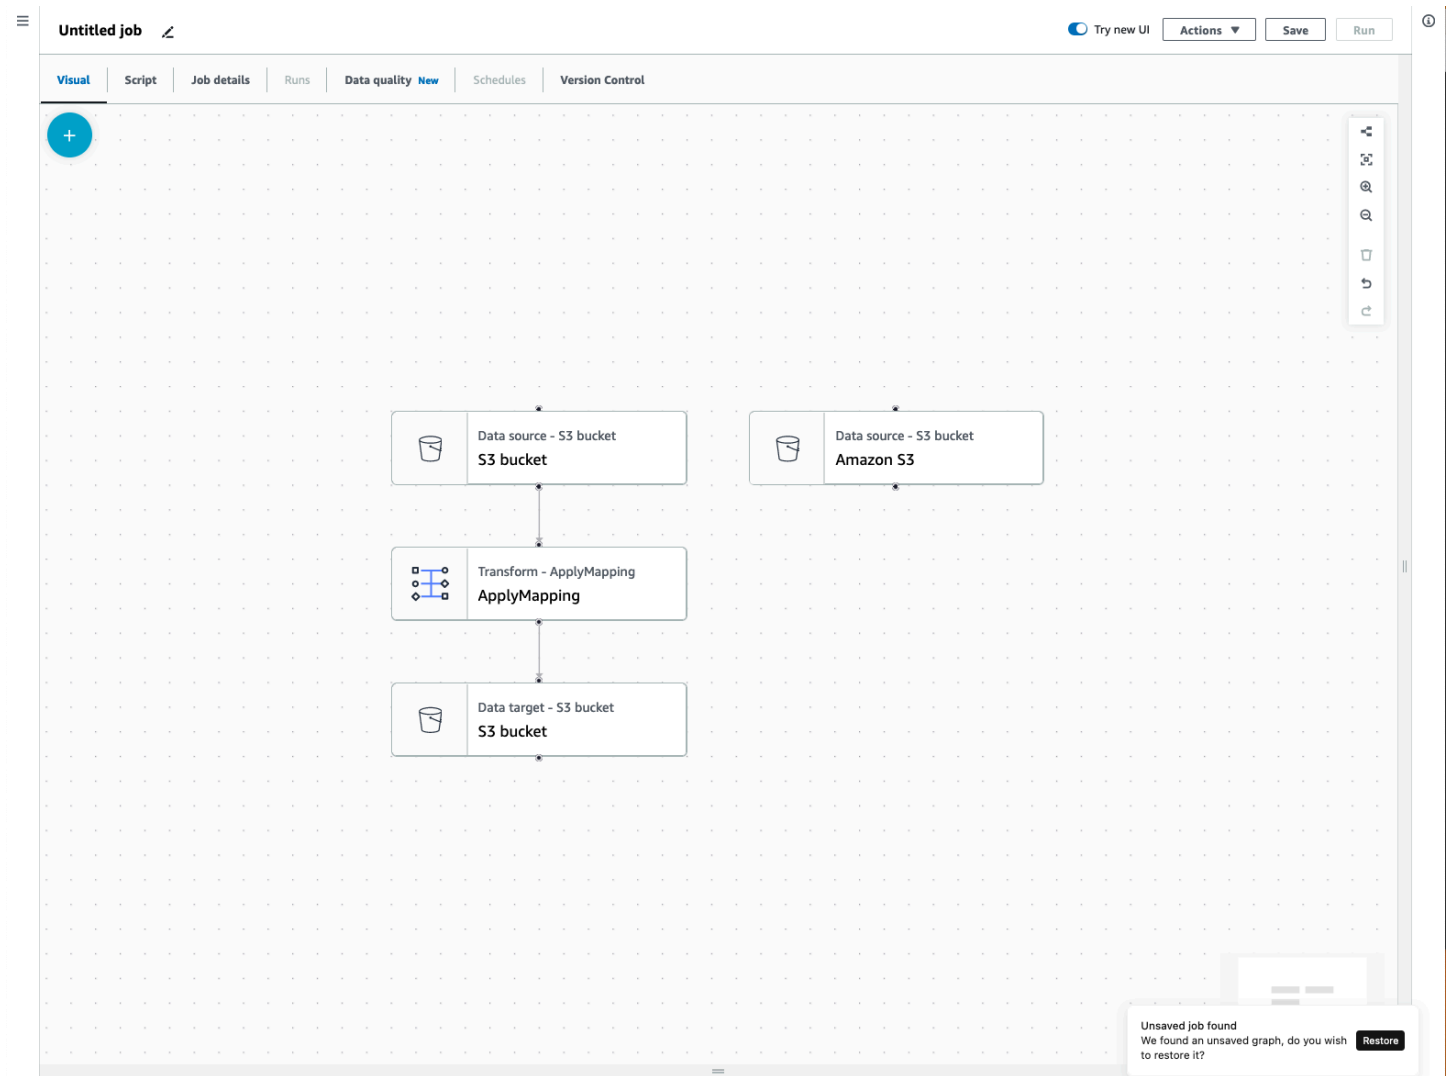 Untitled job
Try new UI
Actions
Save
Run
Visual
Script
Job details
Runs
Data quality New
Schedules
Version Control
Data source - S3 bucket
S3 bucket
Data source - S3 bucket
Amazon S3
Transform - ApplyMapping
ApplyMapping
Data target - S3 bucket
S3 bucket
Unsaved job found
We found an unsaved graph, do you wish
to restore it?
Restore